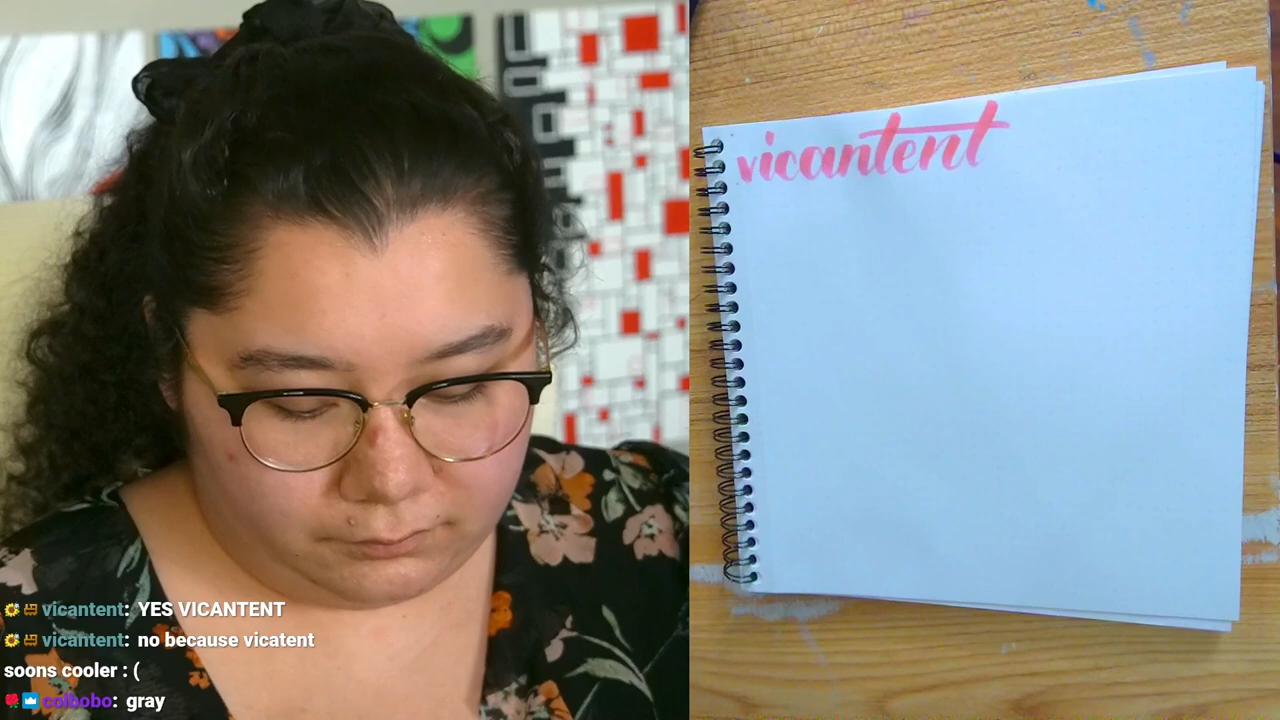 vicantent
vicantent: YES VICANTENT
vicantent: no because vicatent
soons cooler : (
colbobo: gray